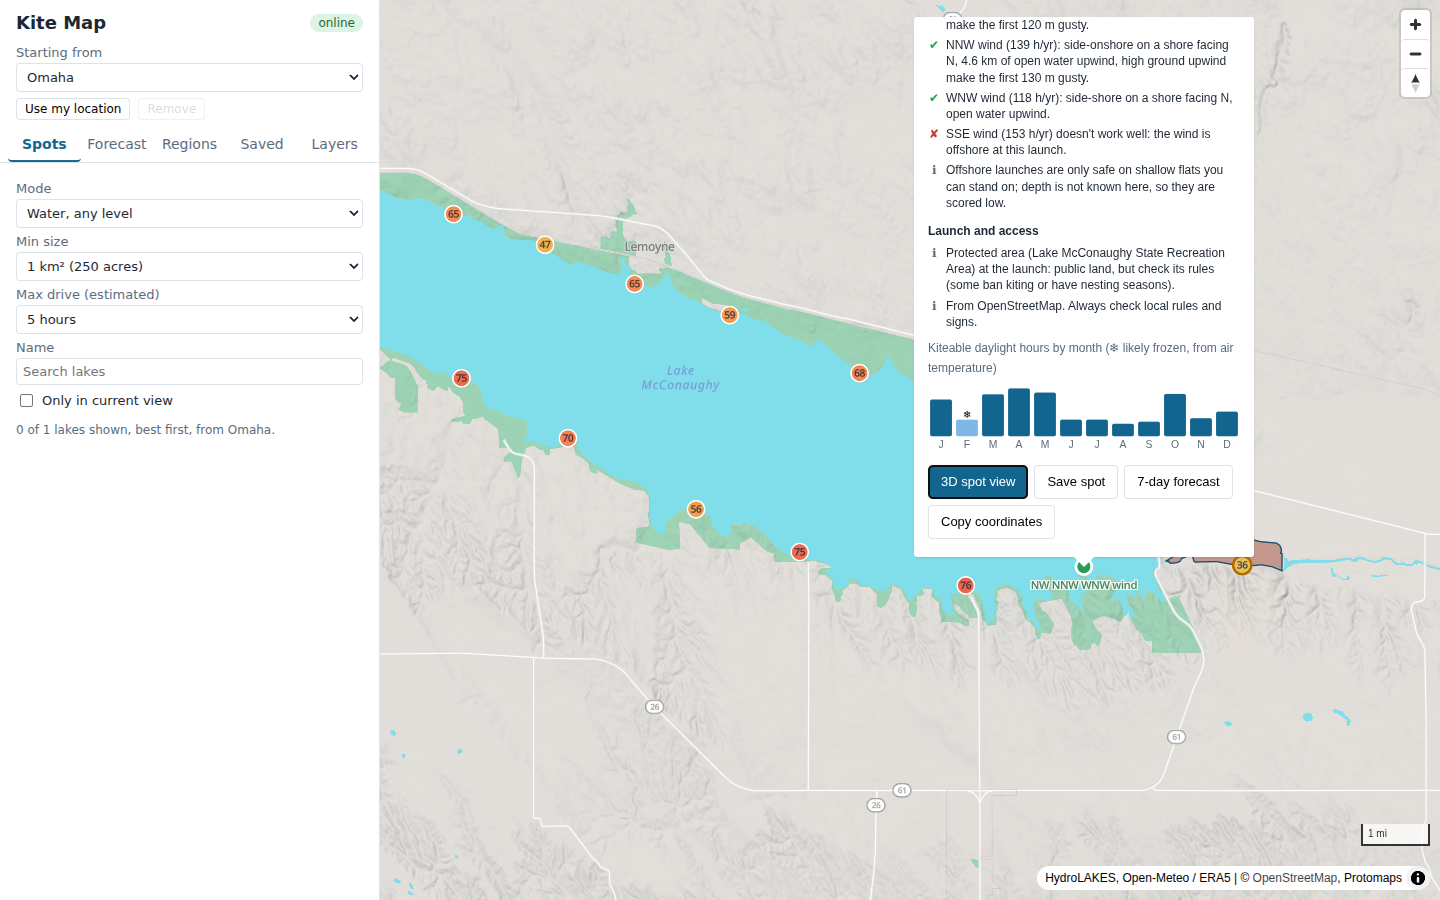 Kite Map
online
Starting from
Omaha
Use my location
Remove
Spots
Forecast
Regions
Saved
Layers
Mode
Water, any level
Min size
1 km² (250 acres)
Max drive (estimated)
5 hours
Name
Search lakes
Only in current view
0 of 1 lakes shown, best first, from Omaha.
65
47
Lemoyne
65
59
68
Lake
McConaughy
75
70
56
75
76
NW NNW WNW wind
36
26
61
61
26
make the first 120 m gusty.
✔ NNW wind (139 h/yr): side-onshore on a shore facing
N, 4.6 km of open water upwind, high ground upwind
make the first 130 m gusty.
✔ WNW wind (118 h/yr): side-shore on a shore facing N,
open water upwind.
✘ SSE wind (153 h/yr) doesn't work well: the wind is
offshore at this launch.
ℹ Offshore launches are only safe on shallow flats you
can stand on; depth is not known here, so they are
scored low.
Launch and access
ℹ Protected area (Lake McConaughy State Recreation
Area) at the launch: public land, but check its rules
(some ban kiting or have nesting seasons).
ℹ From OpenStreetMap. Always check local rules and
signs.
Kiteable daylight hours by month (❄ likely frozen, from air
temperature)
❄
J F M A M J J A S O N D
3D spot view
Save spot
7-day forecast
Copy coordinates
1 mi
HydroLAKES, Open-Meteo / ERA5 | © OpenStreetMap, Protomaps